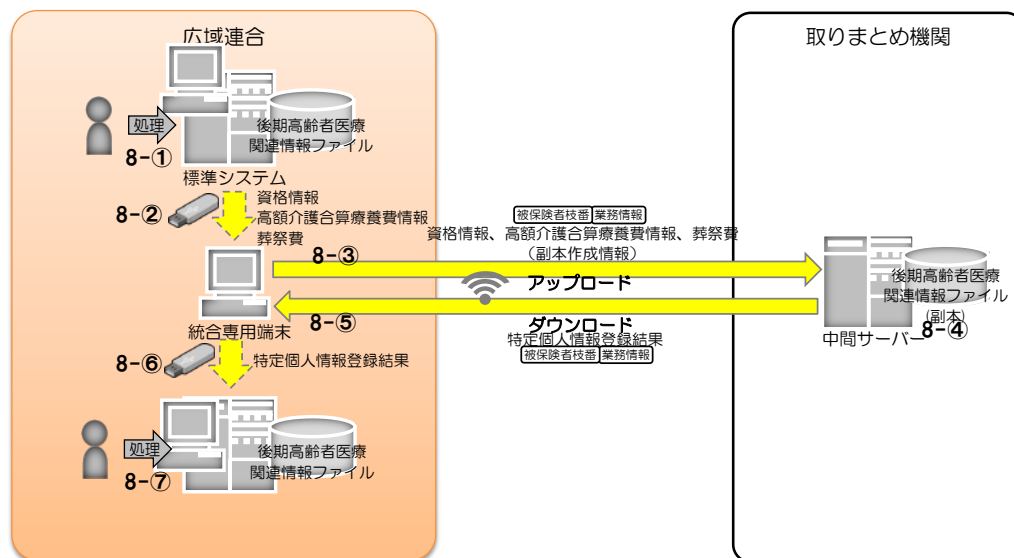 広域連合
取りまとめ機関
処理
8-①
後期高齢者医療
関連情報ファイル
標準システム
8-②
資格情報
高額介護合算療養費情報
葬祭費
被保険者枝番 業務情報
資格情報、高額介護合算療養費情報、葬祭費
（副本作成情報）
8-③
アップロード
後期高齢者医療
関連情報ファイル
(副本)
8-④
中間サーバー
8-⑤
ダウンロード
特定個人情報登録結果
被保険者枝番 業務情報
統合専用端末
8-⑥
特定個人情報登録結果
処理
8-⑦
後期高齢者医療
関連情報ファイル